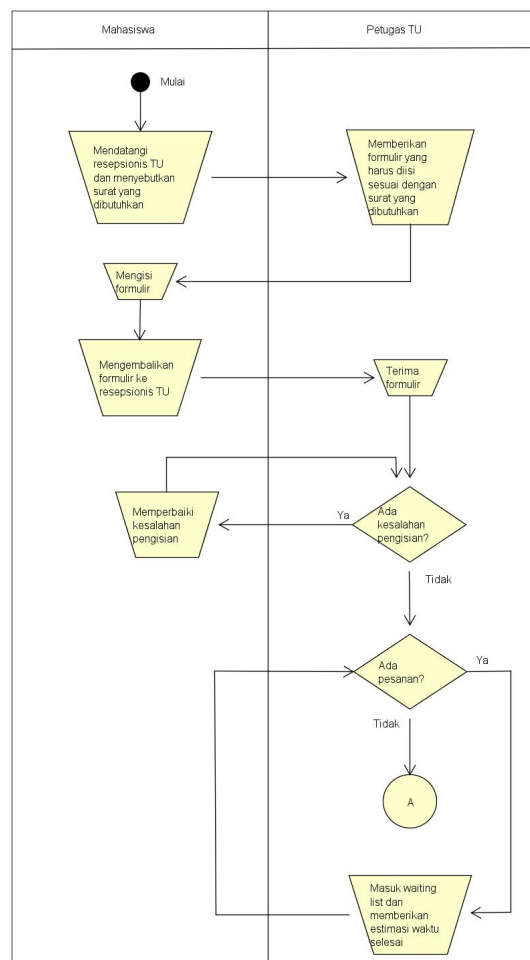 Mahasiswa
Petugas TU
Mulai
Mendatangi
resepsionis TU
dan menyebutkan
surat yang
dibutuhkan
Memberikan
formulir yang
harus diisi
sesuai dengan
surat yang
dibutuhkan
Mengisi
formulir
Mengembalikan
formulir ke
resepsionis TU
Terima
formulir
Memperbaiki
kesalahan
pengisian
Ya
Ada
kesalahan
pengisian?
Tidak
Ada
pesanan?
Ya
Tidak
A
Masuk waiting
list dan
memberikan
estimasi waktu
selesai